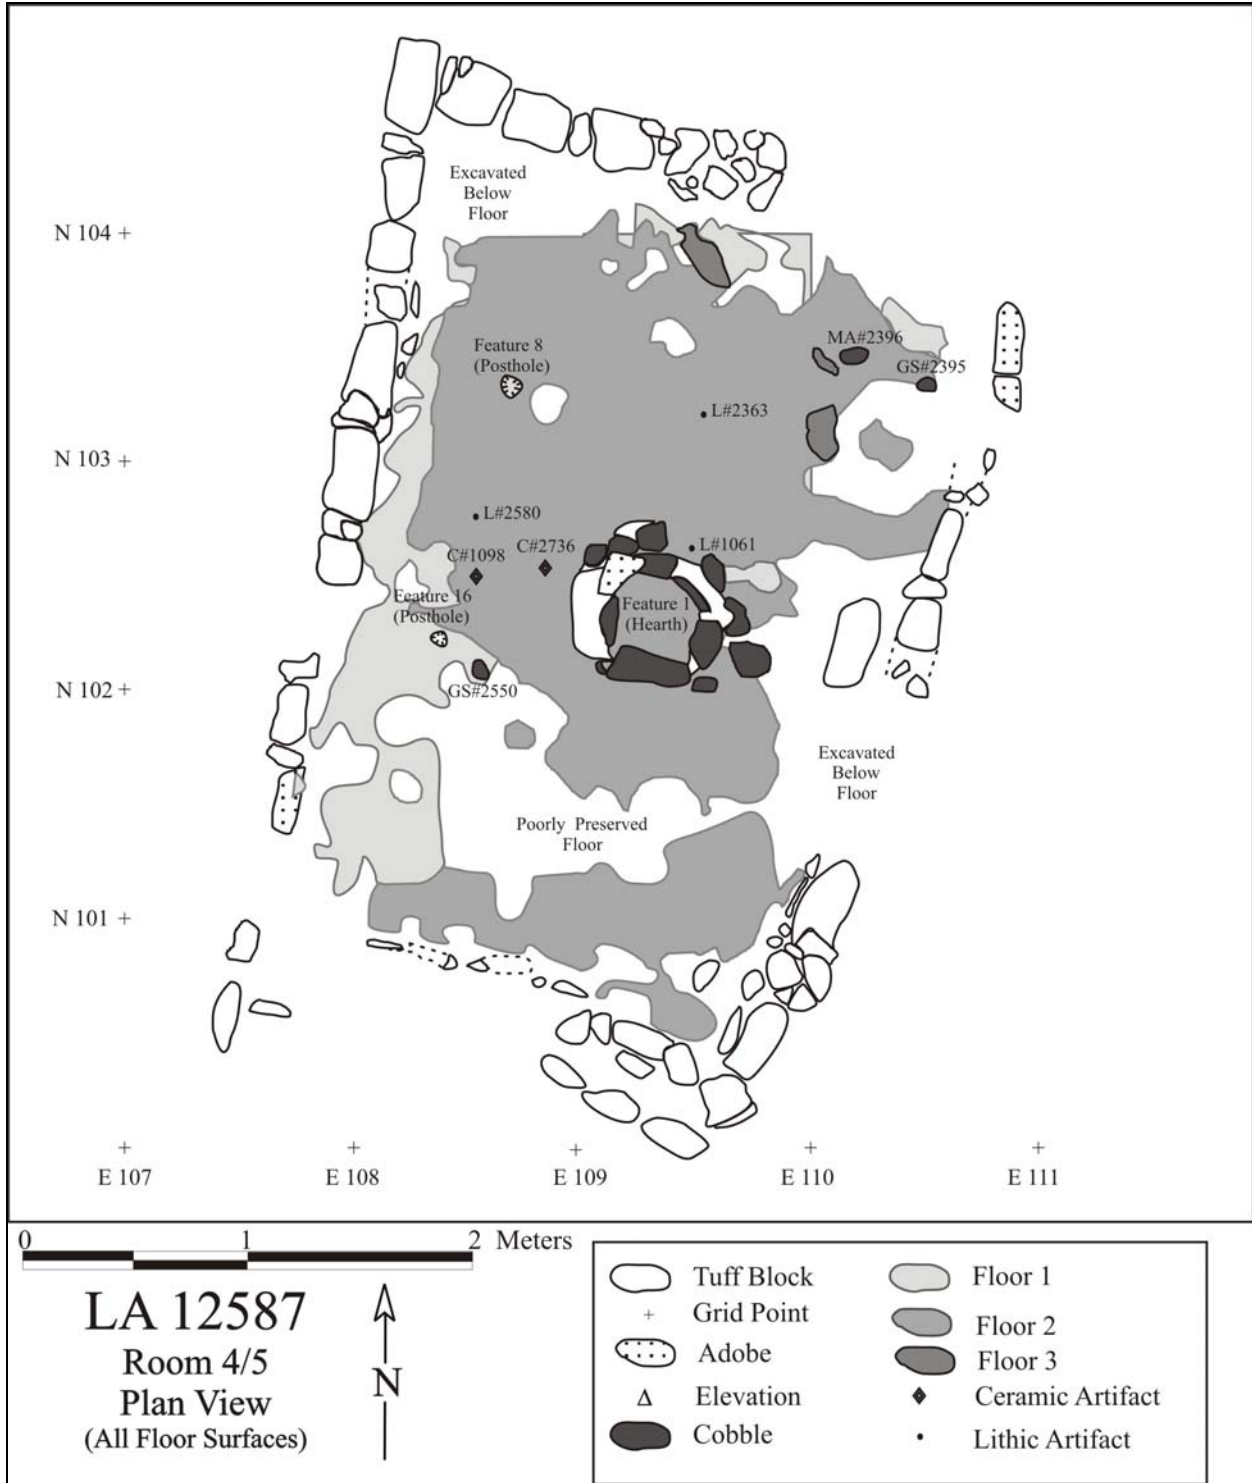 Excavated
Below
Floor
N 104 +
Feature 8
(Posthole)
MA#2396
GS#2395
L#2363
N 103 +
L#2580
C#1098
C#2736
L#1061
Feature 16
(Posthole)
Feature 1
(Hearth)
N 102 +
GS#2550
Excavated
Below
Floor
Poorly Preserved
Floor
N 101 +
E 107
E 108
E 109
E 110
E 111
0 1 2 Meters
LA 12587
Room 4/5
Plan View
(All Floor Surfaces)
N
Tuff Block
Grid Point
Adobe
Elevation
Cobble
Floor 1
Floor 2
Floor 3
Ceramic Artifact
Lithic Artifact